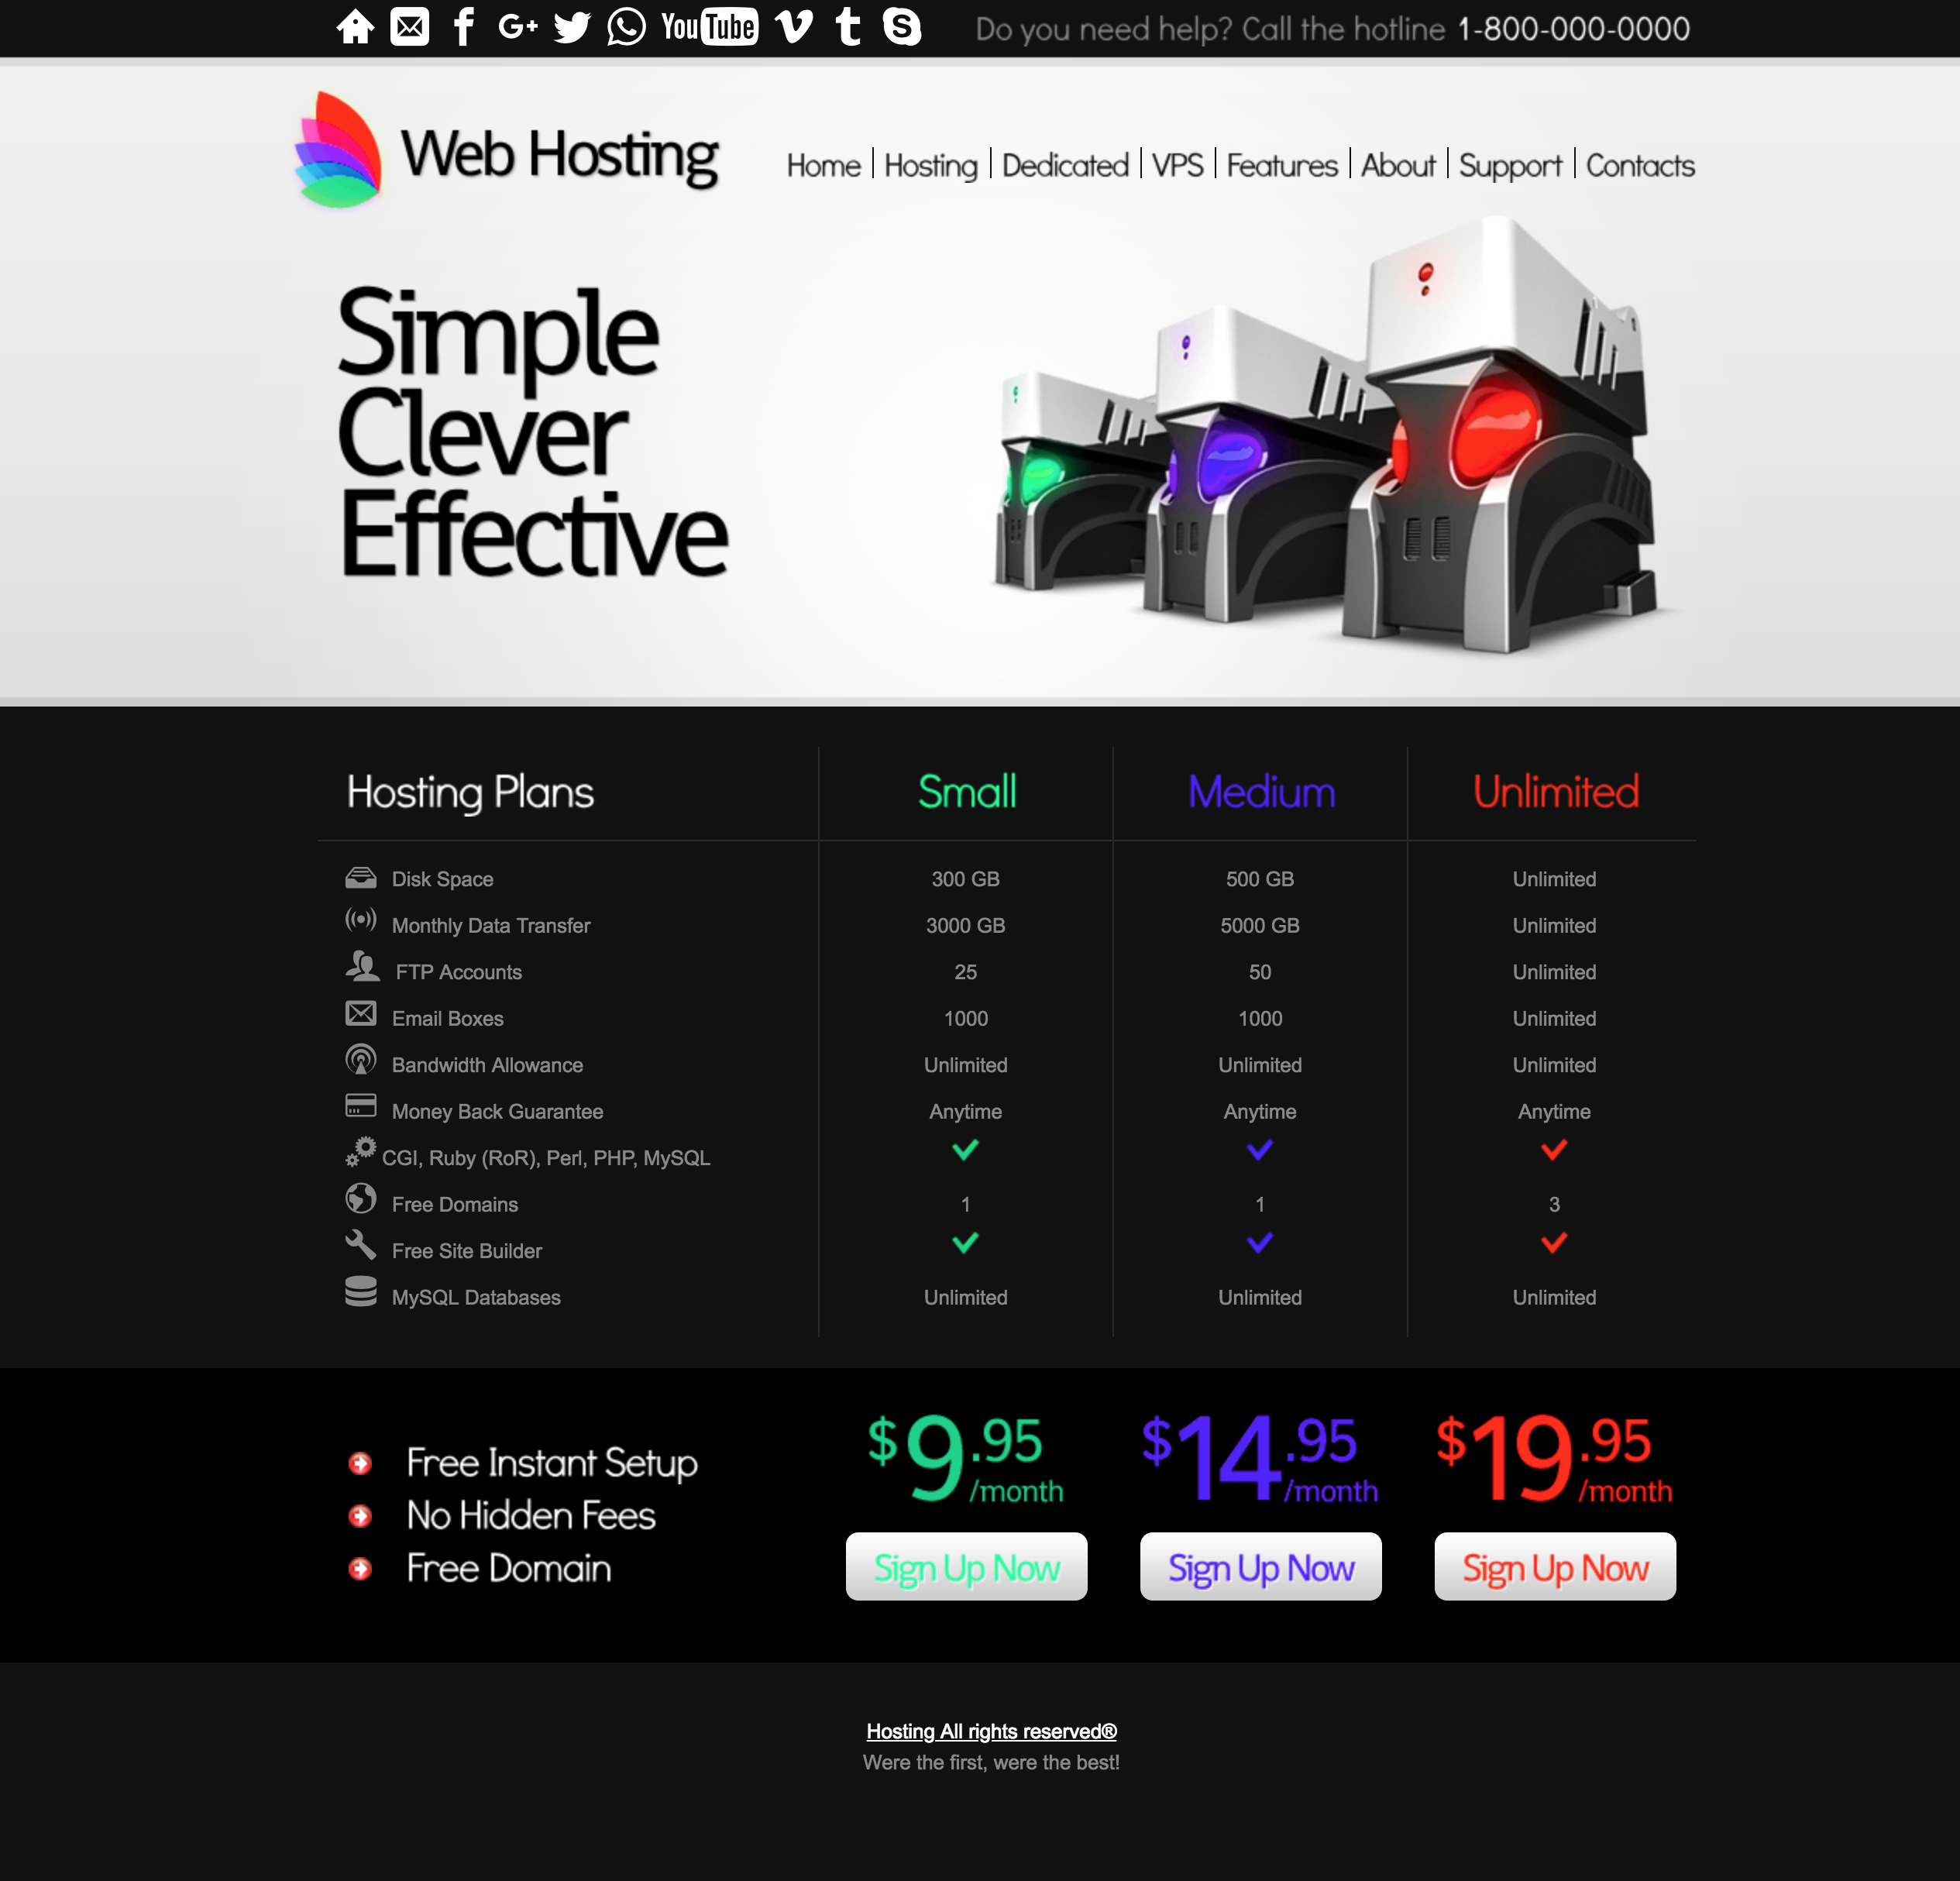 You Tube
Do you need help? Call the hotline 1-800-000-0000
Web Hosting
Home | Hosting | Dedicated | VPS | Features | About | Support | Contacts
Simple
Clever
Effective
Hosting Plans Small Medium Unlimited
Disk Space 300 GB 500 GB Unlimited
Monthly Data Transfer 3000 GB 5000 GB Unlimited
FTP Accounts 25 50 Unlimited
Email Boxes 1000 1000 Unlimited
Bandwidth Allowance Unlimited Unlimited Unlimited
Money Back Guarantee Anytime Anytime Anytime
CGI, Ruby (RoR), Perl, PHP, MySQL
Free Domains 1 1 3
Free Site Builder
MySQL Databases Unlimited Unlimited Unlimited
Free Instant Setup
No Hidden Fees
Free Domain
$9.95 /month $14.95 /month $19.95 /month
Sign Up Now Sign Up Now Sign Up Now
Hosting All rights reserved®
Were the first, were the best!